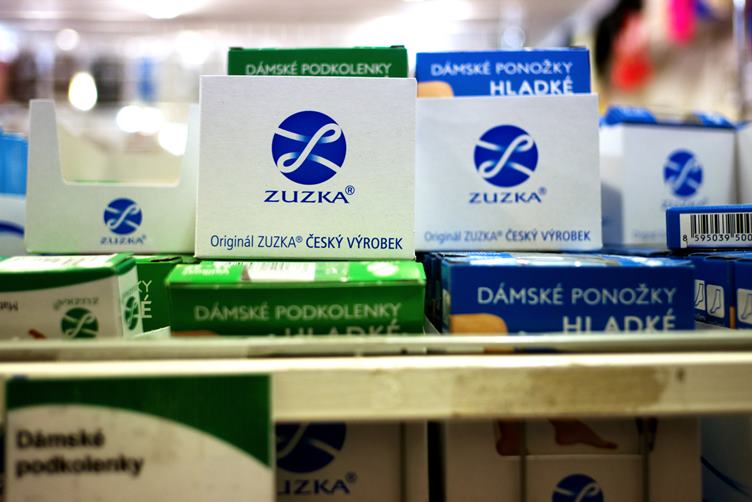 DÁMSKÉ PODKOLENKY
DÁMSKÉ PONOŽKY
HLADKÉ
ZUZKA®
Originál ZUZKA® ČESKÝ VÝROBEK
ZUZKA®
Originál ZUZKA® ČESKÝ VÝROBEK
ZUZKA®
ZUZKA
8 595039 500
ZUZKA
DÁMSKÉ PODKOLENKY
HLADKÉ
DÁMSKÉ PONOŽKY
HLADKÉ
Dámské
podkolenky
ZUZKA®